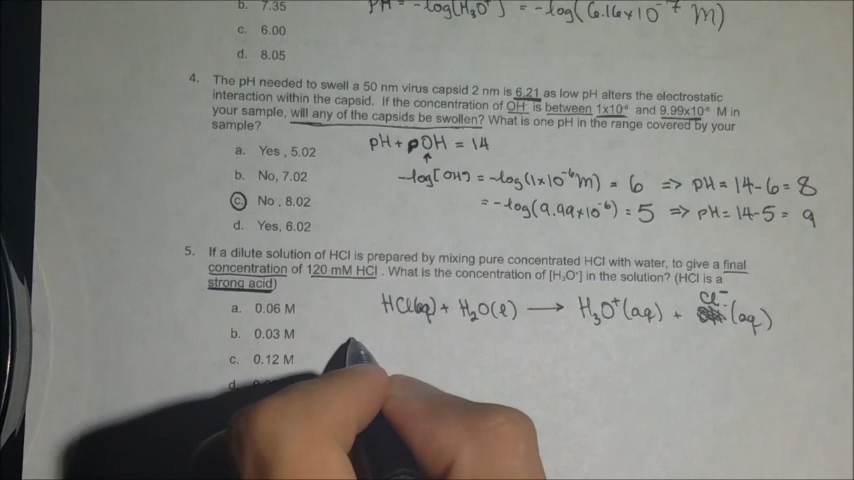 b. 7.35
PH = -log(H₃O⁺) = -log(6.16x10⁻⁷ M)
c. 6.00
d. 8.05
4. The pH needed to swell a 50 nm virus capsid 2 nm is 6.21 as low pH alters the electrostatic
interaction within the capsid. If the concentration of OH⁻ is between 1x10⁻⁶ and 9.99x10⁻⁶ M in
your sample, will any of the capsids be swollen? What is one pH in the range covered by your
sample?
pH + pOH = 14
a. Yes , 5.02
b. No, 7.02
-log[OH] = -log(1x10⁻⁶M) = 6 => pH = 14-6 = 8
c. No , 8.02
= -log(9.99x10⁻⁶) = 5 => pH = 14-5 = 9
d. Yes, 6.02
5. If a dilute solution of HCl is prepared by mixing pure concentrated HCl with water, to give a final
concentration of 120 mM HCl . What is the concentration of [H₃O⁺] in the solution? (HCl is a
strong acid)
a. 0.06 M
HCl(aq) + H₂O(l) → H₃O⁺(aq) + Cl⁻ (aq)
b. 0.03 M
c. 0.12 M
d.